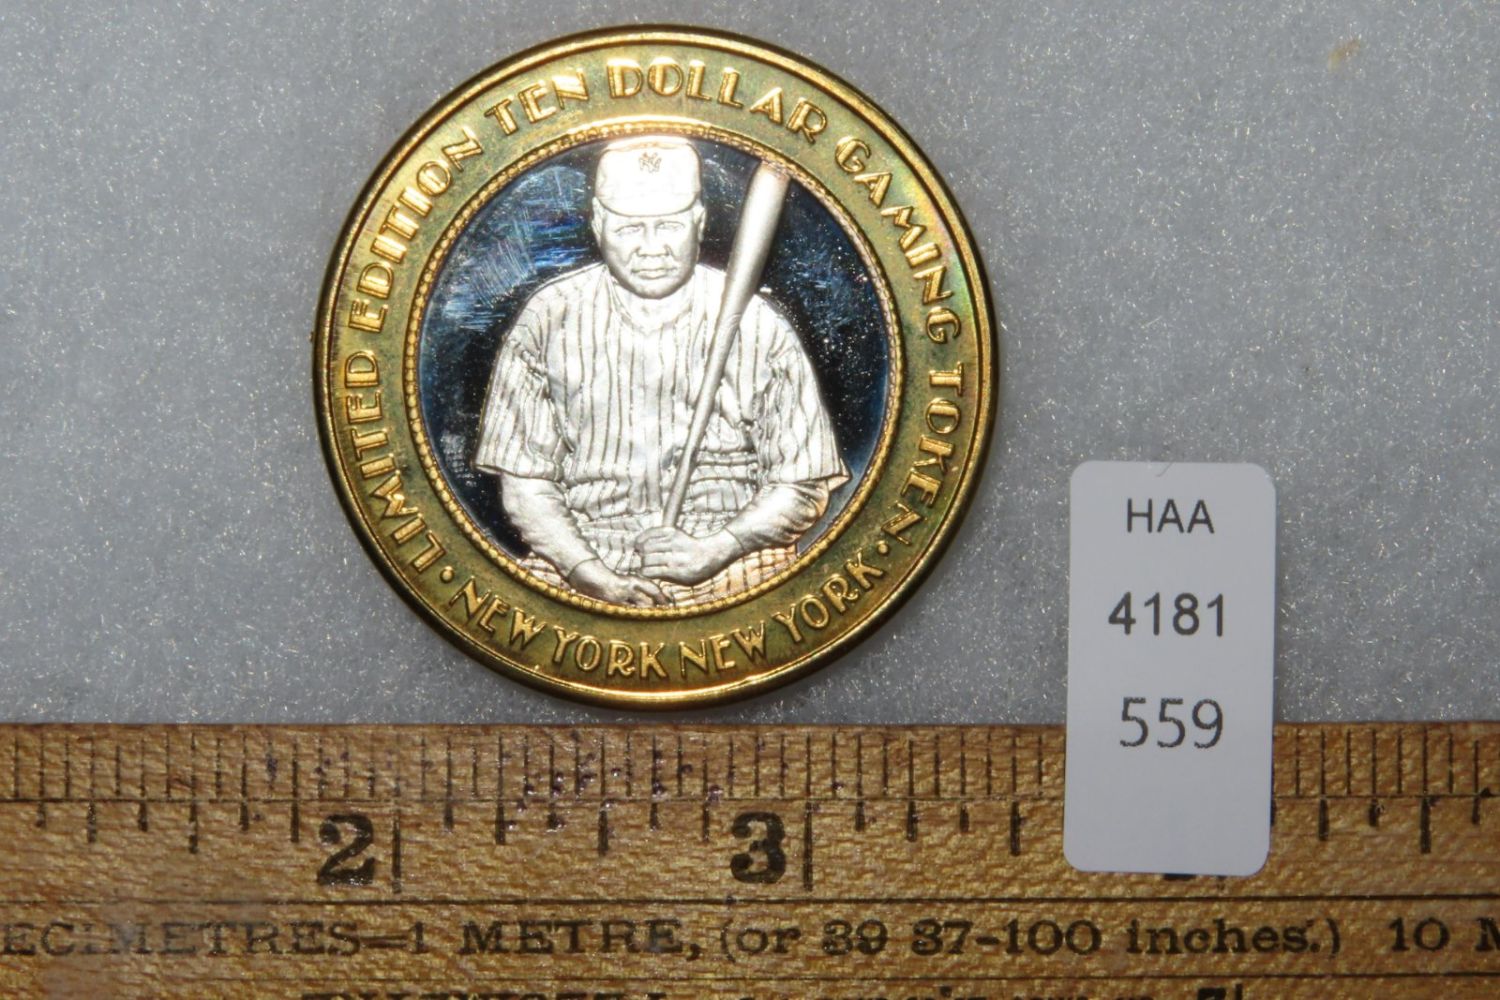 LIMITED EDITION TEN DOLLAR GAMING TOKEN
• NEW YORK NEW YORK •
NY
HAA
4181
559
2 3
ECIMETRES=1 METRE, (or 39 37-100 inches.) 10 M